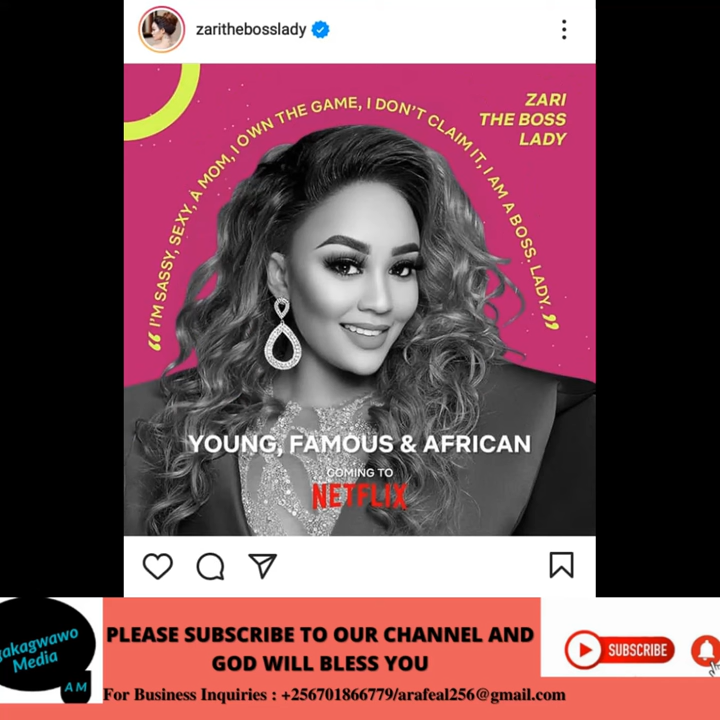 zarithebosslady
ZARI
THE BOSS
LADY
“ I'M SASSY, SEXY, A MOM, I OWN THE GAME, I DON'T CLAIM IT, I AM A BOSS, LADY. ”
YOUNG, FAMOUS & AFRICAN
COMING TO
NETFLIX
gakagwawo
Media
AM
PLEASE SUBSCRIBE TO OUR CHANNEL AND
GOD WILL BLESS YOU
SUBSCRIBE
For Business Inquiries : +256701866779/arafeal256@gmail.com